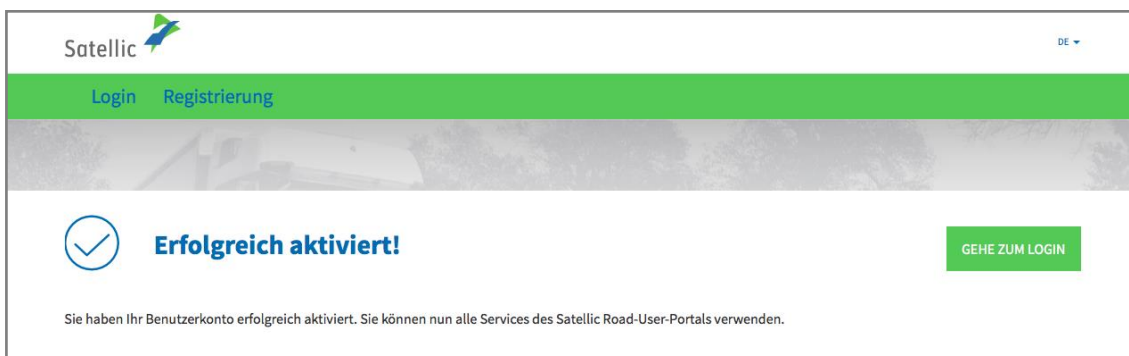 Satellic
DE
Login Registrierung
Erfolgreich aktiviert!
GEHE ZUM LOGIN
Sie haben Ihr Benutzerkonto erfolgreich aktiviert. Sie können nun alle Services des Satellic Road-User-Portals verwenden.